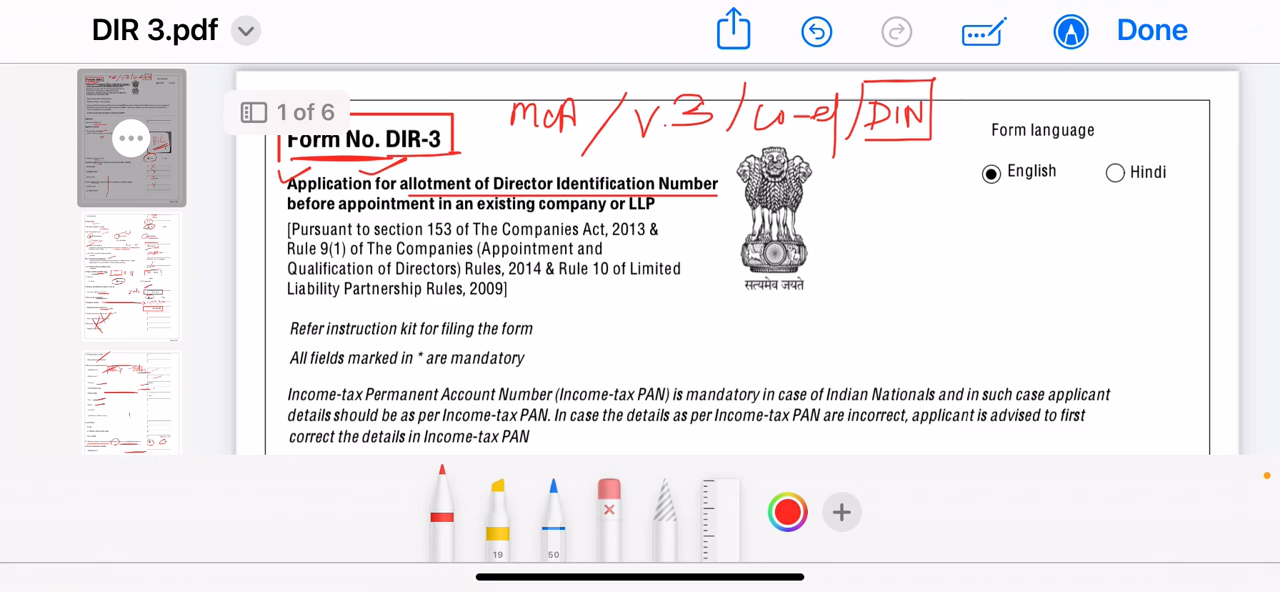 DIR 3.pdf
Done
1 of 6
MCA / V.3 / / DIN
Form No. DIR-3
Form language
English
Hindi
Application for allotment of Director Identification Number
before appointment in an existing company or LLP
[Pursuant to section 153 of The Companies Act, 2013 &
Rule 9(1) of The Companies (Appointment and
Qualification of Directors) Rules, 2014 & Rule 10 of Limited
Liability Partnership Rules, 2009]
सत्यमेव जयते
Refer instruction kit for filing the form
All fields marked in * are mandatory
Income-tax Permanent Account Number (Income-tax PAN) is mandatory in case of Indian Nationals and in such case applicant
details should be as per Income-tax PAN. In case the details as per Income-tax PAN are incorrect, applicant is advised to first
correct the details in Income-tax PAN
19
50